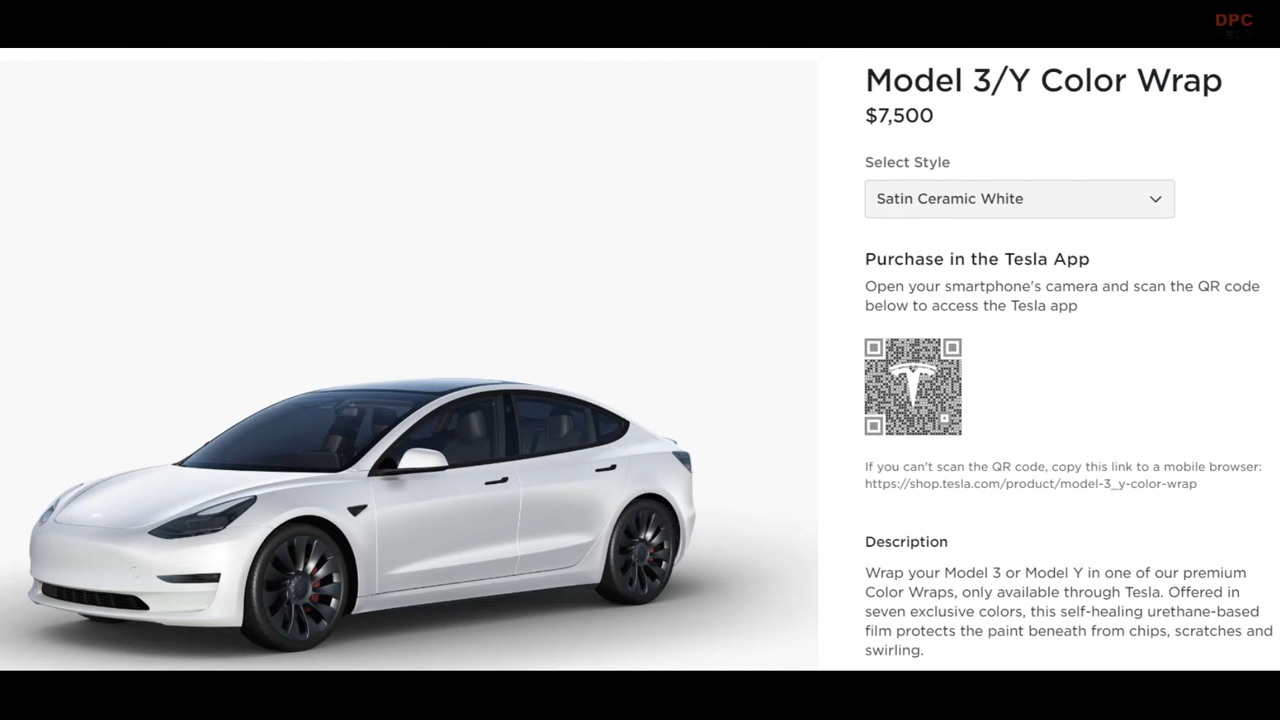 DPC
Model 3/Y Color Wrap
$7,500
Select Style
Satin Ceramic White
Purchase in the Tesla App
Open your smartphone's camera and scan the QR code
below to access the Tesla app
If you can't scan the QR code, copy this link to a mobile browser:
https://shop.tesla.com/product/model-3_y-color-wrap
Description
Wrap your Model 3 or Model Y in one of our premium
Color Wraps, only available through Tesla. Offered in
seven exclusive colors, this self-healing urethane-based
film protects the paint beneath from chips, scratches and
swirling.